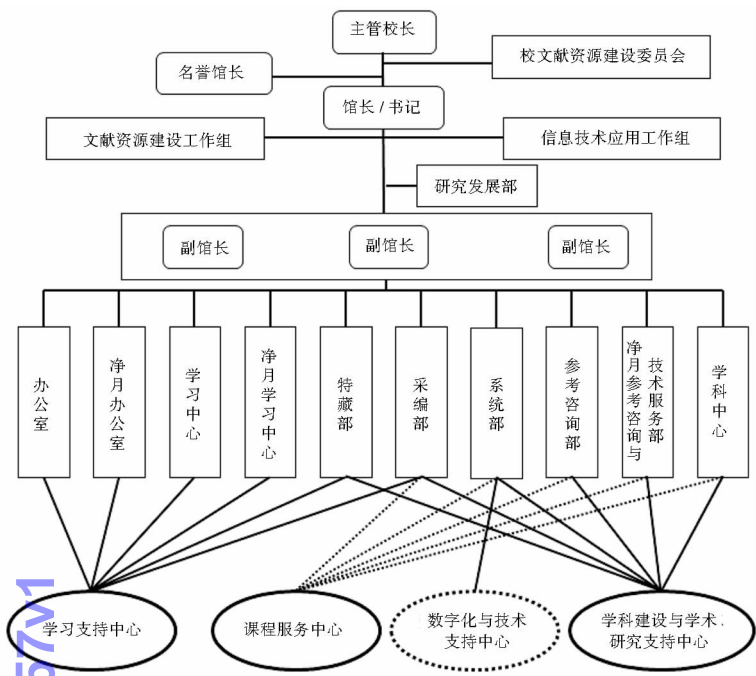 主管校长
校文献资源建设委员会
名誉馆长
馆长 / 书记
文献资源建设工作组
信息技术应用工作组
研究发展部
副馆长
副馆长
副馆长
办公室
净月办公室
学习中心
净月学习中心
特藏部
采编部
系统部
参考咨询部
净月参考咨询与
技术服务部
学科中心
学习支持中心
课程服务中心
数字化与技术
支持中心
学科建设与学术、
研究支持中心
57v1